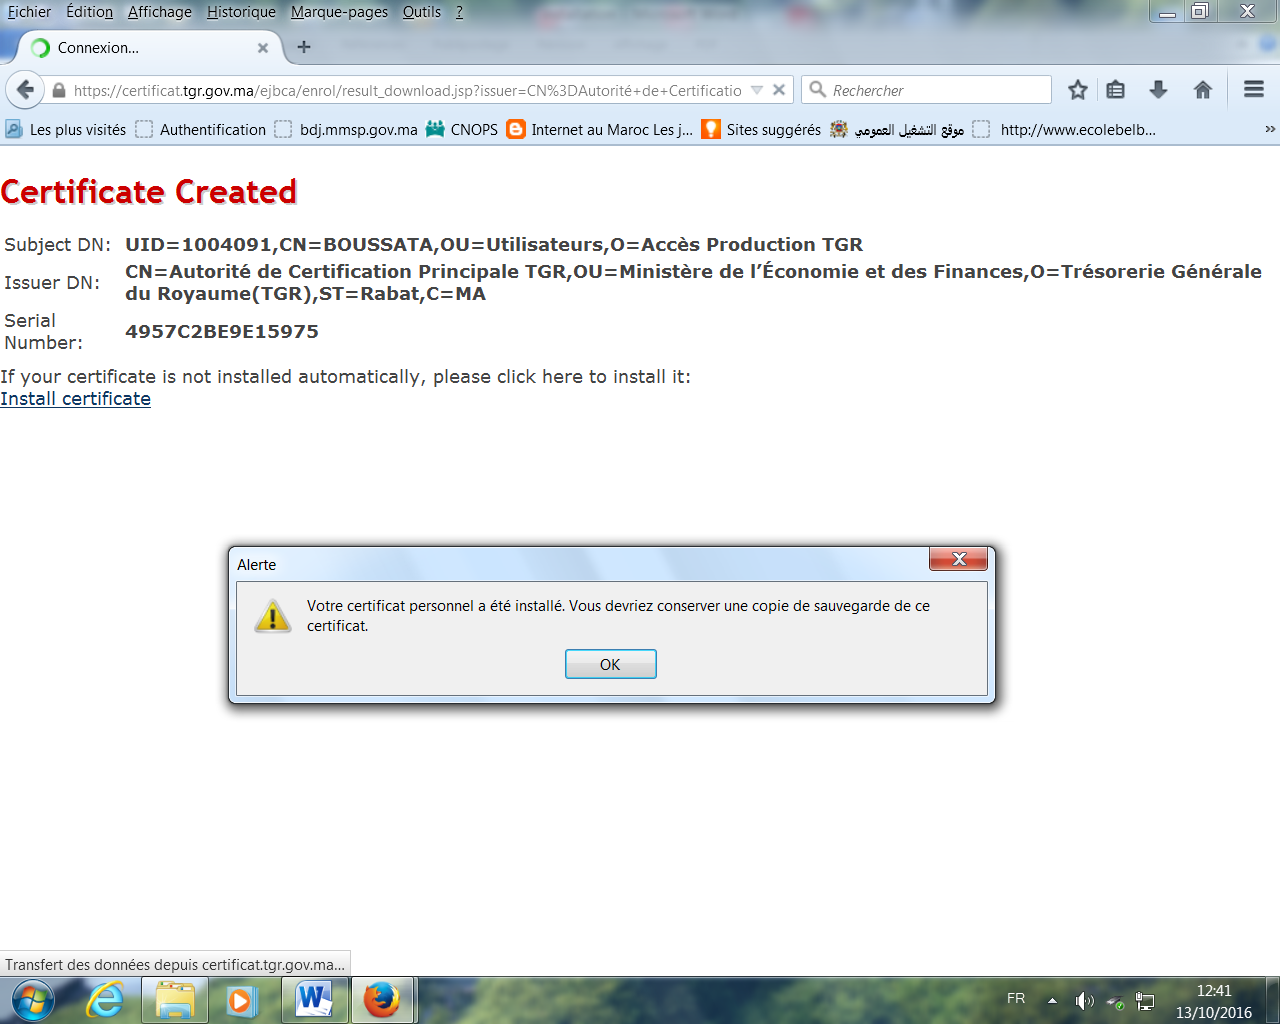 Fichier Édition Affichage Historique Marque-pages Outils ?
Connexion...
https://certificat.tgr.gov.ma/ejbca/enrol/result_download.jsp?issuer=CN%3DAutorité+de+Certificatio
Rechercher
Les plus visités Authentification bdj.mmsp.gov.ma CNOPS Internet au Maroc Les j... Sites suggérés موقع التشغيل العمومي http://www.ecolebelb...
Certificate Created
Subject DN: UID=1004091,CN=BOUSSATA,OU=Utilisateurs,O=Accès Production TGR
Issuer DN: CN=Autorité de Certification Principale TGR,OU=Ministère de l’Économie et des Finances,O=Trésorerie Générale
du Royaume(TGR),ST=Rabat,C=MA
Serial
Number: 4957C2BE9E15975
If your certificate is not installed automatically, please click here to install it:
Install certificate
Alerte
Votre certificat personnel a été installé. Vous devriez conserver une copie de sauvegarde de ce
certificat.
OK
Transfert des données depuis certificat.tgr.gov.ma...
FR
12:41
13/10/2016